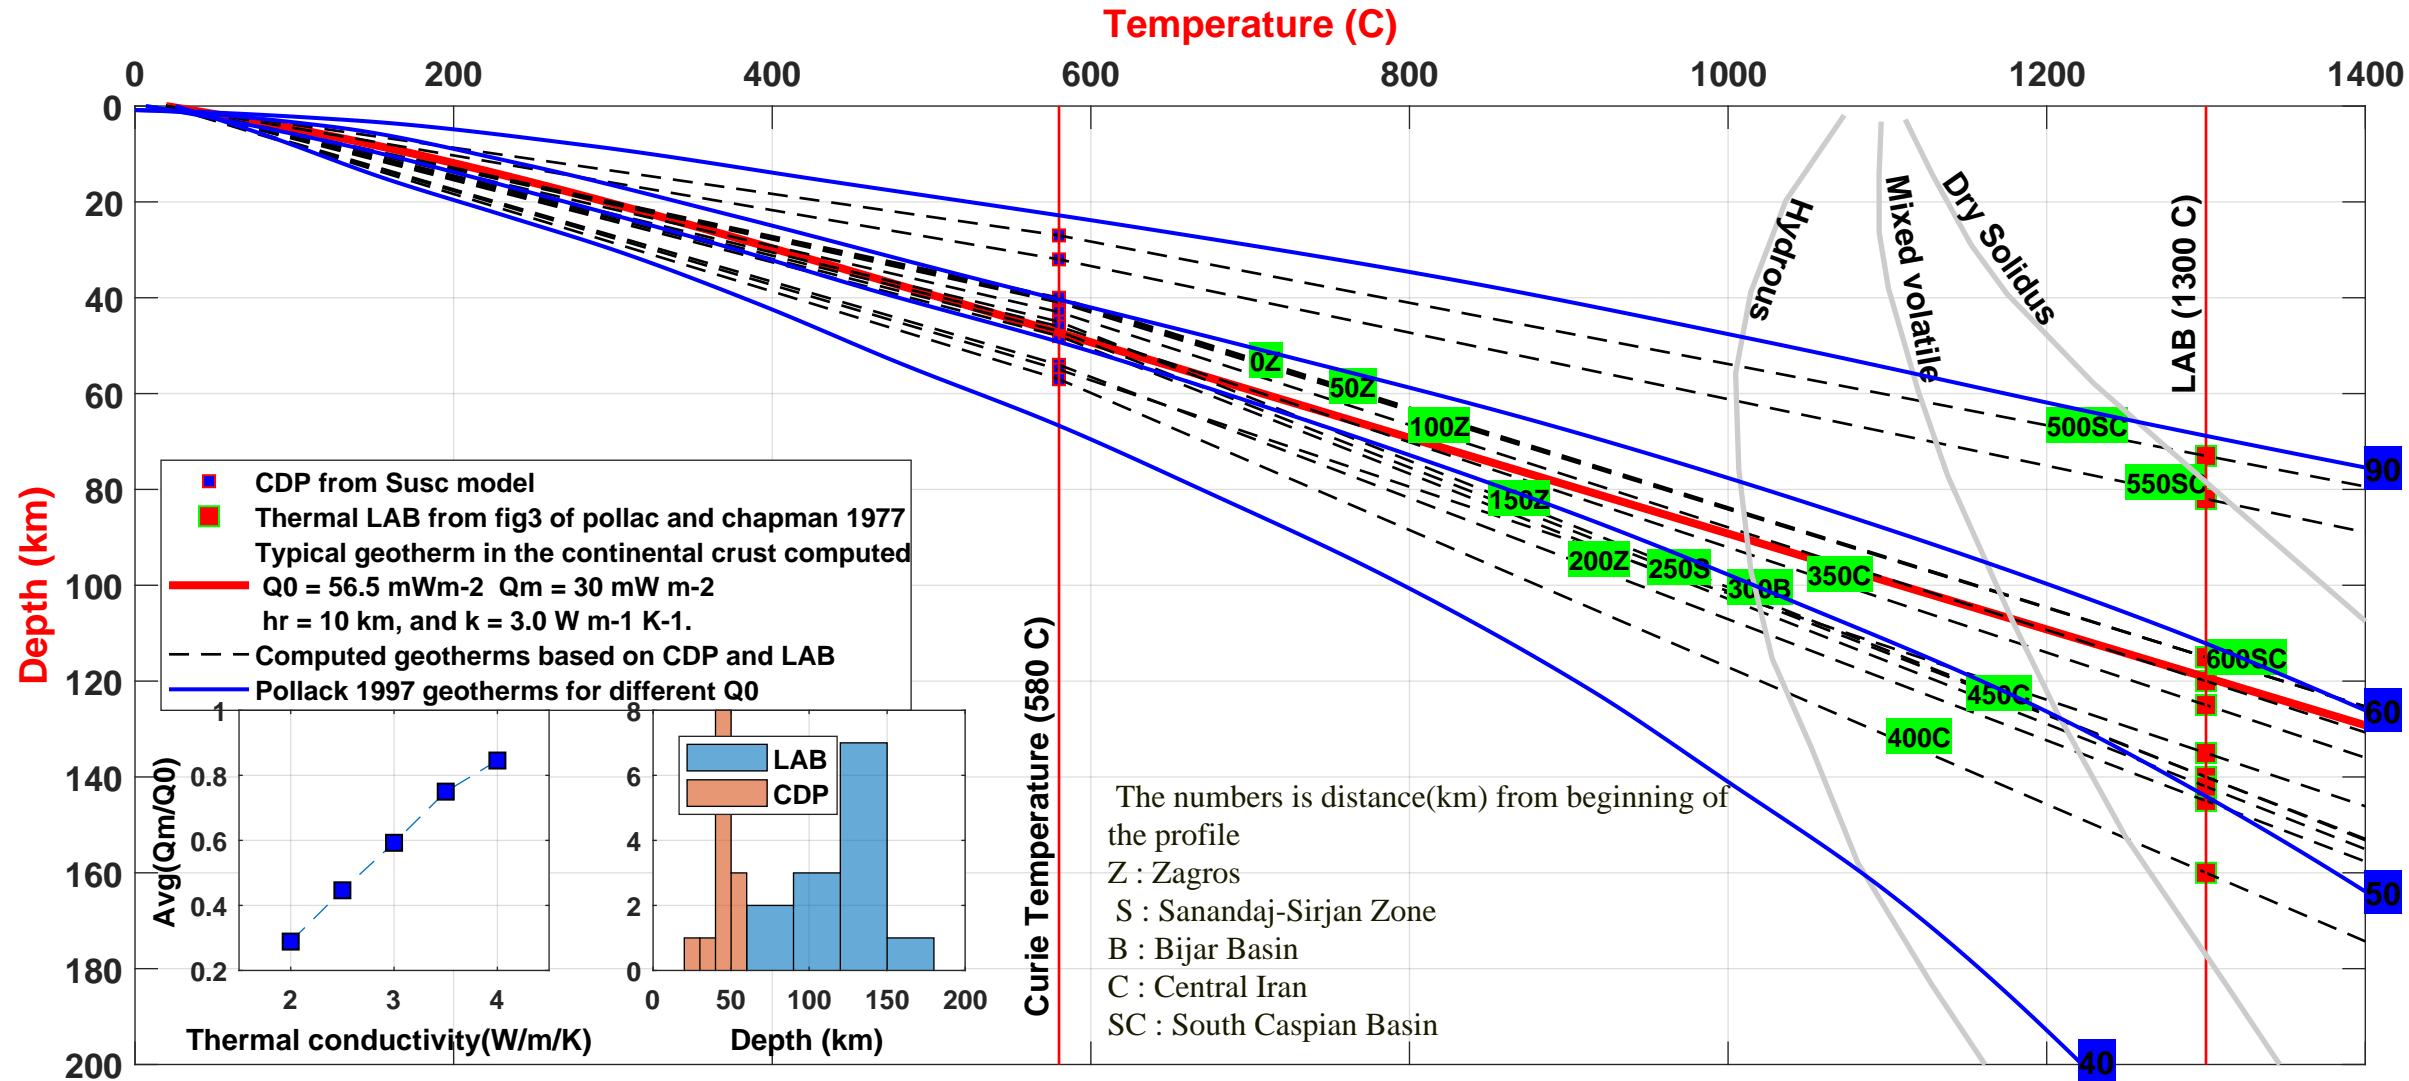 Temperature (C)
0 200 400 600 800 1000 1200 1400
Depth (km)
0
20
40
60
80
100
120
140
160
180
200
Hydrous
Mixed volatile
Dry Solidus
LAB (1300 C)
Curie Temperature (580 C)
0Z
50Z
100Z
150Z
200Z
250S
300B
350C
400C
450C
500SC
550SC
600SC
90
60
50
40
CDP from Susc model
Thermal LAB from fig3 of pollac and chapman 1977
Typical geotherm in the continental crust computed
Q0 = 56.5 mWm-2 Qm = 30 mW m-2
hr = 10 km, and k = 3.0 W m-1 K-1.
Computed geotherms based on CDP and LAB
Pollack 1997 geotherms for different Q0
Avg(Qm/Q0)
1
0.8
0.6
0.4
0.2
2 3 4
Thermal conductivity(W/m/K)
8
6
4
2
0
LAB
CDP
0 50 100 150 200
Depth (km)
The numbers is distance(km) from beginning of
the profile
Z : Zagros
S : Sanandaj-Sirjan Zone
B : Bijar Basin
C : Central Iran
SC : South Caspian Basin